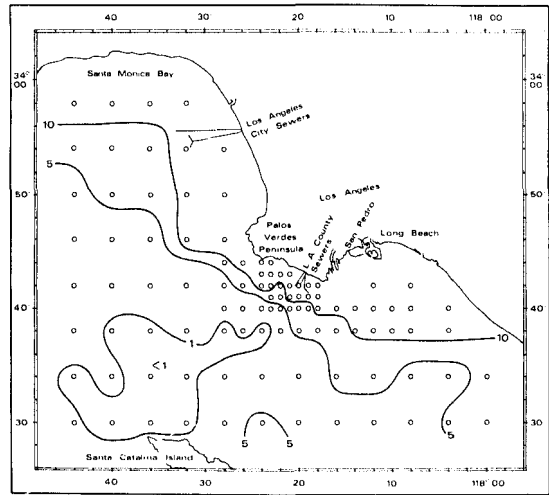 40 30 20 10 118° 00
34° 00
34° 00
Santa Monica Bay
Los Angeles
City Sewers
10
5
50
50
Los Angeles
Palos
Verdes
Peninsula
L A County
Sewers
San Pedro
Long Beach
40
40
10
1
<1
30
30
5
5
5
Santa Catalina Island
40 30 20 10 118° 00